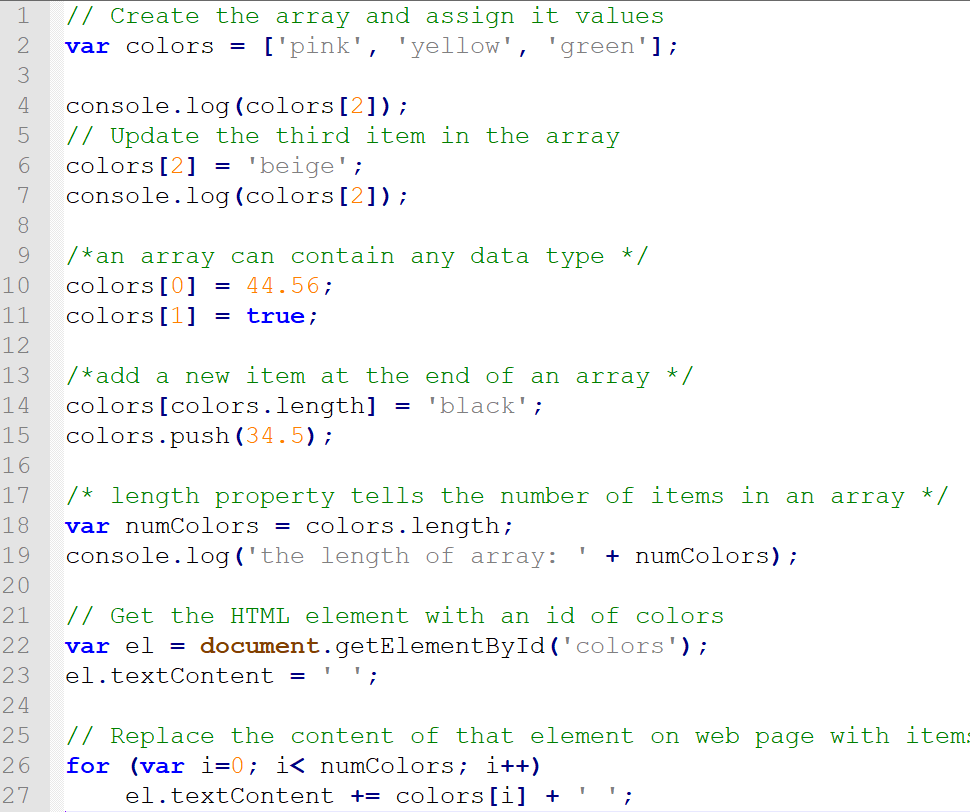 1 // Create the array and assign it values
2 var colors = ['pink', 'yellow', 'green'];
3
4 console.log(colors[2]);
5 // Update the third item in the array
6 colors[2] = 'beige';
7 console.log(colors[2]);
8
9 /*an array can contain any data type */
10 colors[0] = 44.56;
11 colors[1] = true;
12
13 /*add a new item at the end of an array */
14 colors[colors.length] = 'black';
15 colors.push(34.5);
16
17 /* length property tells the number of items in an array */
18 var numColors = colors.length;
19 console.log('the length of array: ' + numColors);
20
21 // Get the HTML element with an id of colors
22 var el = document.getElementById('colors');
23 el.textContent = ' ';
24
25 // Replace the content of that element on web page with items
26 for (var i=0; i< numColors; i++)
27     el.textContent += colors[i] + ' ';